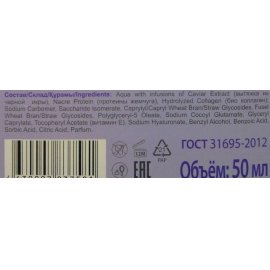 Состав/Склад/Құрамы/Ingredients: Aqua with infusions of Caviar Extract (вытяжка из
черной икры), Nacre Protein (протеины жемчуга), Hydrolyzed Collagen (био коллаген),
Sodium Carbomer, Saccharide Isomerate, Caprylyl/Capryl Wheat Bran/Straw Glycosides,
Fusel Wheat Bran/Straw Glycosides, Polyglyceryl-5 Oleate, Sodium Cocoyl Glutamate, Glyceryl
Caprylate, Tocopheryl Acetate (витамин Е), Sodium Hyaluronate, Benzyl Alcohol, Benzoic Acid,
Sorbic Acid, Citric Acid, Parfum.
12M
EAC
PAP
ГОСТ 31695-2012
Объём: 50 мл